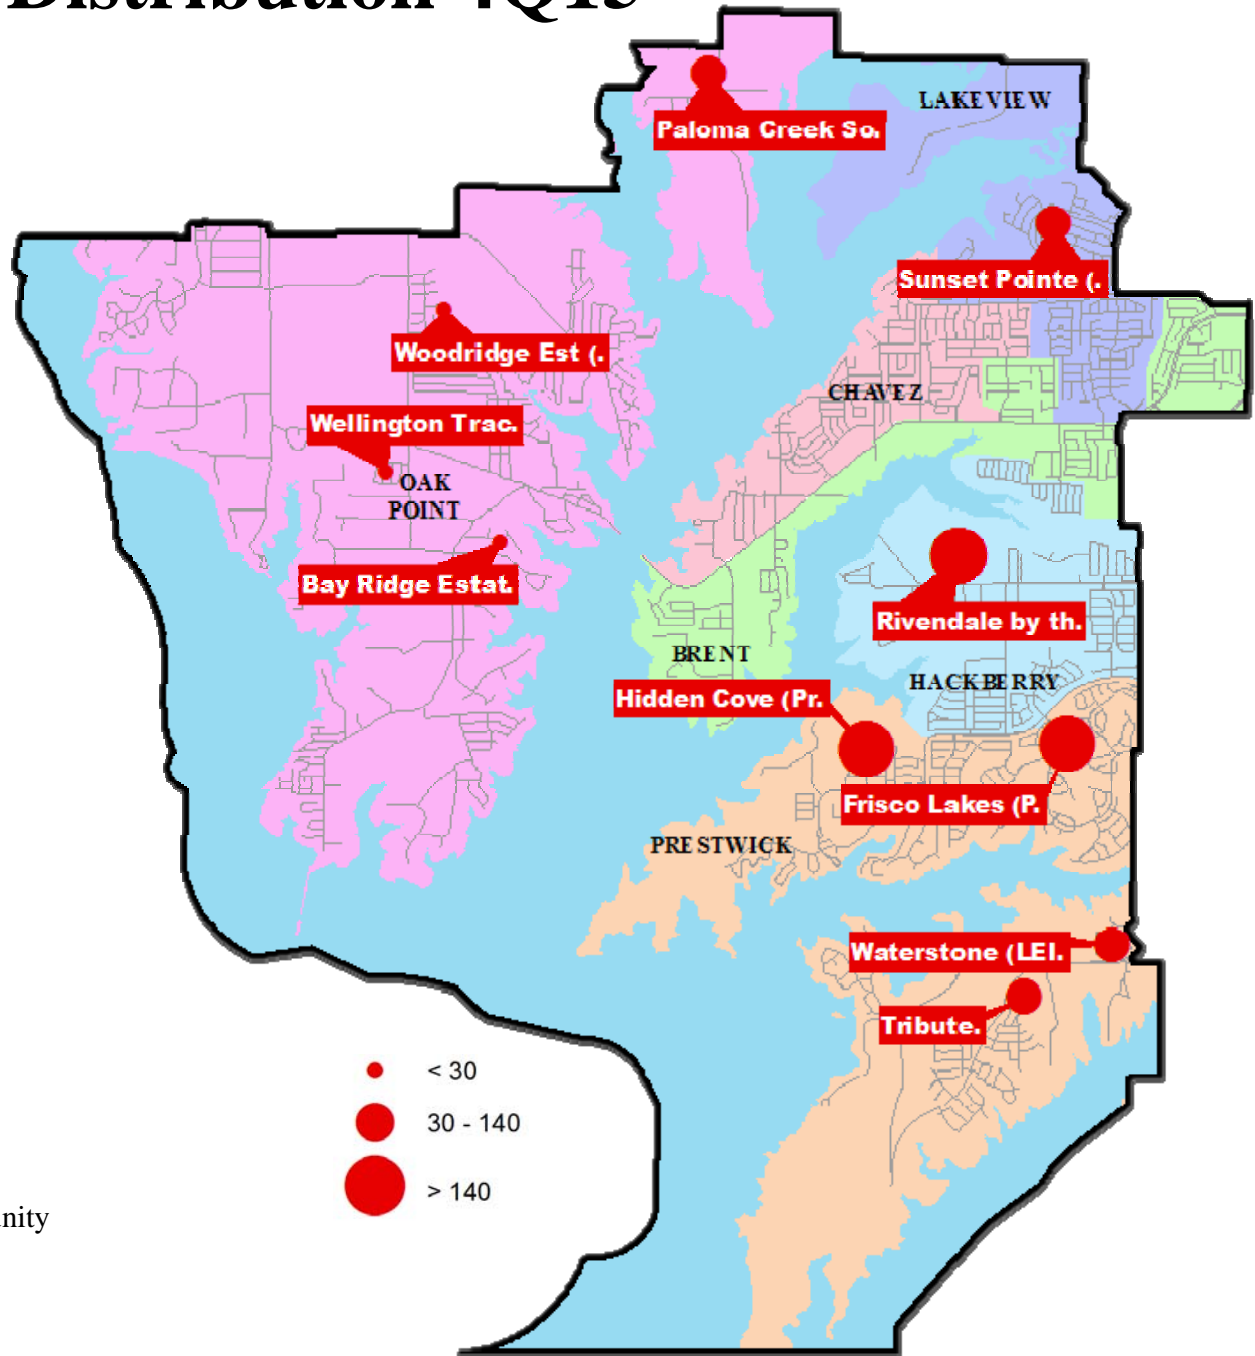 LAKEVIEW
Paloma Creek So.
Sunset Pointe (.
Woodridge Est (.
CHAVEZ
Wellington Trac.
OAK
POINT
Bay Ridge Estat.
Rivendale by th.
BRENT
HACKBERRY
Hidden Cove (Pr.
Frisco Lakes (P.
PRESTWICK
Waterstone (LEI.
Tribute.
< 30
30 - 140
> 140